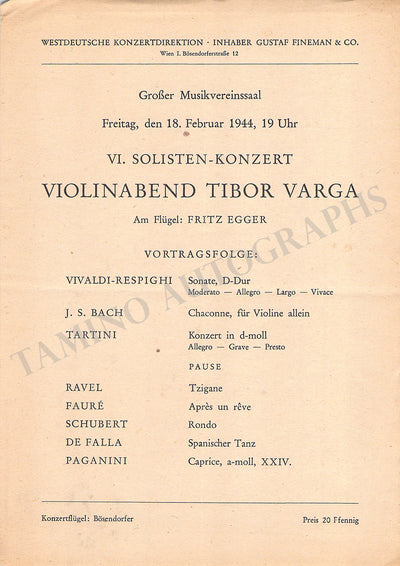 WESTDEUTSCHE KONZERTDIREKTION · INHABER GUSTAF FINEMAN & CO.
Wien I. Bösendorferstraße 12
Großer Musikvereinssaal
Freitag, den 18. Februar 1944, 19 Uhr
VI. SOLISTEN-KONZERT
VIOLINABEND TIBOR VARGA
Am Flügel: FRITZ EGGER
VORTRAGSFOLGE:
VIVALDI-RESPIGHI Sonate, D-Dur
Moderato — Allegro — Largo — Vivace
J. S. BACH Chaconne, für Violine allein
TARTINI Konzert in d-moll
Allegro — Grave — Presto
PAUSE
RAVEL Tzigane
FAURÉ Après un rêve
SCHUBERT Rondo
DE FALLA Spanischer Tanz
PAGANINI Caprice, a-moll, XXIV.
Konzertflügel: Bösendorfer Preis 20 Pfennig
TAMINO AUTOGRAPHS